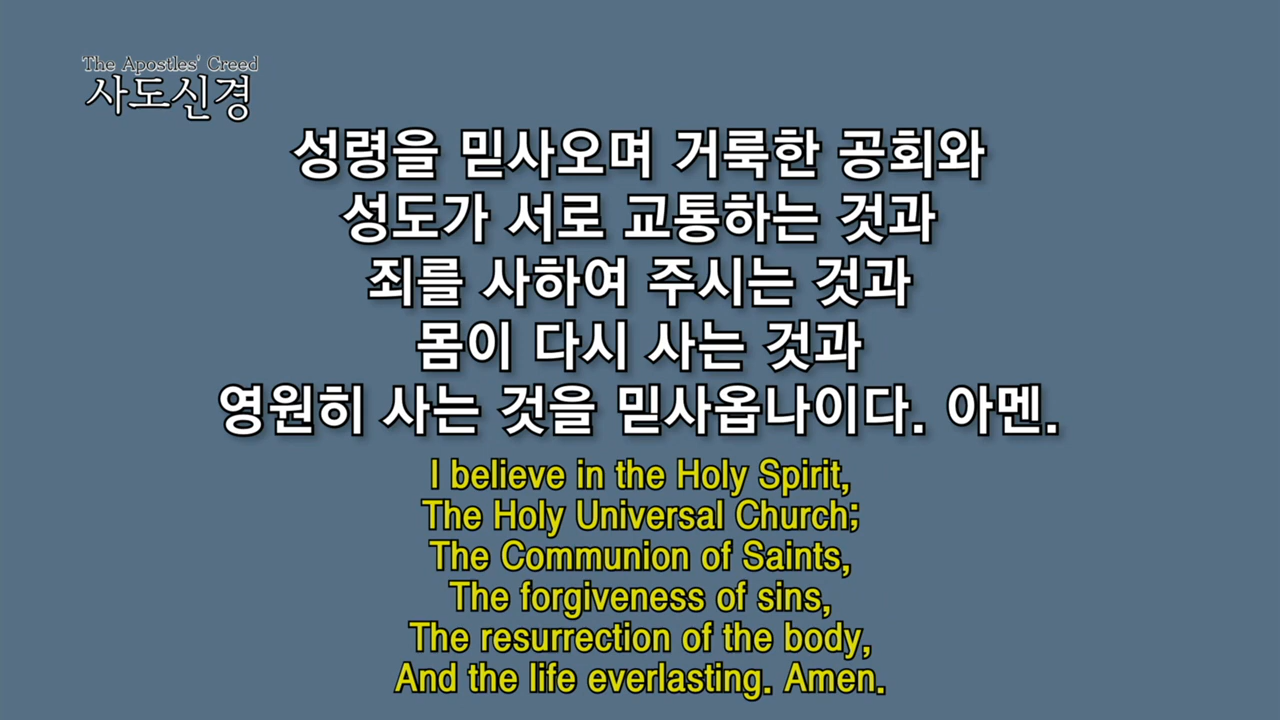 The Apostles' Creed
사도신경
성령을 믿사오며 거룩한 공회와
성도가 서로 교통하는 것과
죄를 사하여 주시는 것과
몸이 다시 사는 것과
영원히 사는 것을 믿사옵나이다. 아멘.
I believe in the Holy Spirit,
The Holy Universal Church;
The Communion of Saints,
The forgiveness of sins,
The resurrection of the body,
And the life everlasting. Amen.